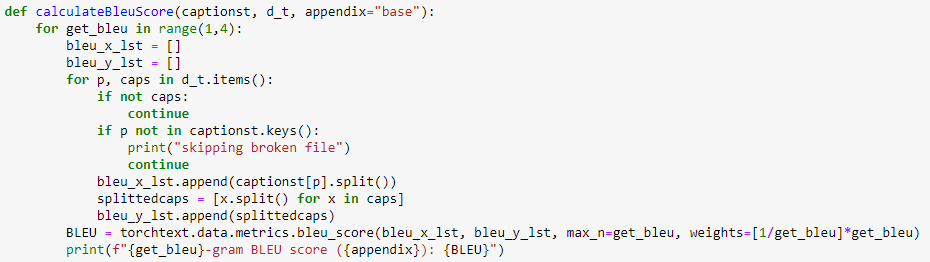 def calculateBleuScore(captionst, d_t, appendix="base"):
    for get_bleu in range(1,4):
        bleu_x_lst = []
        bleu_y_lst = []
        for p, caps in d_t.items():
            if not caps:
                continue
            if p not in captionst.keys():
                print("skipping broken file")
                continue
            bleu_x_lst.append(captionst[p].split())
            splittedcaps = [x.split() for x in caps]
            bleu_y_lst.append(splittedcaps)
        BLEU = torchtext.data.metrics.bleu_score(bleu_x_lst, bleu_y_lst, max_n=get_bleu, weights=[1/get_bleu]*get_bleu)
        print(f"{get_bleu}-gram BLEU score ({appendix}): {BLEU}")